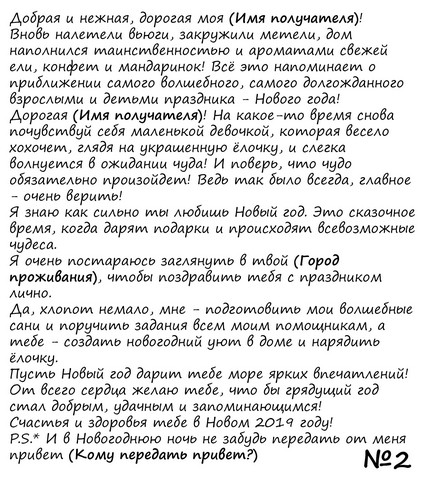 Добрая и нежная, дорогая моя (Имя получателя)!
Вновь налетели вьюги, закружили метели, дом
наполнился таинственностью и ароматами свежей
ели, конфет и мандаринок! Всё это напоминает о
приближении самого волшебного, самого долгожданного
взрослыми и детьми праздника - Нового года!
Дорогая (Имя получателя)! На какое-то время снова
почувствуй себя маленькой девочкой, которая весело
хохочет, глядя на украшенную ёлочку, и слегка
волнуется в ожидании чуда! И поверь, что чудо
обязательно произойдет! Ведь так было всегда, главное
- очень верить!
Я знаю как сильно ты любишь Новый год. Это сказочное
время, когда дарят подарки и происходят всевозможные
чудеса.
Я очень постараюсь заглянуть в твой (Город
проживания), чтобы поздравить тебя с праздником
лично.
Да, хлопот немало, мне - подготовить мои волшебные
сани и поручить задания всем моим помощникам, а
тебе - создать новогодний уют в доме и нарядить
ёлочку.
Пусть Новый год дарит тебе море ярких впечатлений!
От всего сердца желаю тебе, что бы грядущий год
стал добрым, удачным и запоминающимся!
Счастья и здоровья тебе в Новом 2019 году!
P.S.* И в Новогоднюю ночь не забудь передать от меня
привет (Кому передать привет?)
№2